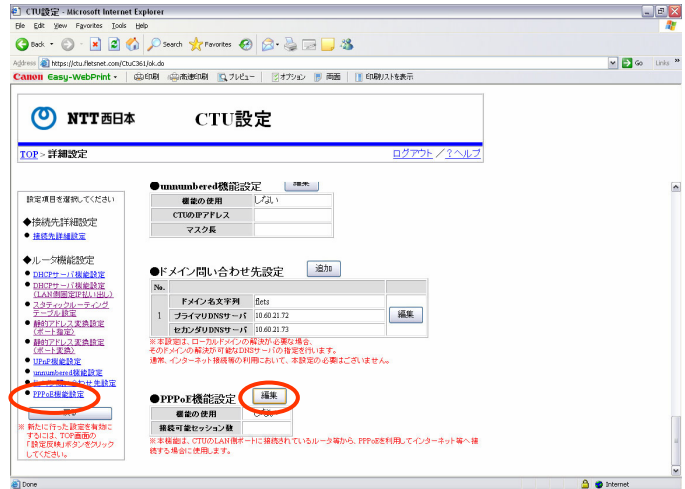 CTU設定 - Microsoft Internet Explorer
File Edit View Favorites Tools Help
Back Search Favorites
Address https://ctu.fletsnet.com/CtuC361/ok.do Go Links
Canon Easy-WebPrint 印刷 高速印刷 プレビュー オプション 両面 印刷リストを表示
NTT西日本 CTU設定
TOP > 詳細設定 ログアウト / ?ヘルプ
設定項目を選択してください
◆接続先詳細設定
● 接続先詳細設定
◆ルータ機能設定
● DHCPサーバ機能設定
● DHCPサーバ機能設定
(LAN側固定IP払い出し)
● スタティックルーティング
テーブル設定
● 静的アドレス変換設定
(ポート指定)
● 静的アドレス変換設定
(ポート変換)
● UPnP機能設定
● unnumbered機能設定
● ドメイン問い合わせ先設定
● PPPoE機能設定
戻る
※ 新たに行った設定を有効に
するには、TOP画面の
「設定反映」ボタンをクリック
してください。
●unnumbered機能設定 編集
機能の使用 しない
CTUのIPアドレス
マスク長
●ドメイン問い合わせ先設定 追加
No.
1 ドメイン名文字列 flets
プライマリDNSサーバ 10.60.21.72 編集
セカンダリDNSサーバ 10.60.21.73
※本設定は、ローカルドメインの解決が必要な場合、
そのドメインの解決が可能なDNSサーバの指定を行います。
通常、インターネット接続等の利用において、本設定の必要はございません。
●PPPoE機能設定 編集
機能の使用 しない
接続可能セッション数
※本機能は、CTUのLAN側ポートに接続されているルータ等から、PPPoEを利用してインターネット等へ接
続する場合に使用します。
Done Internet